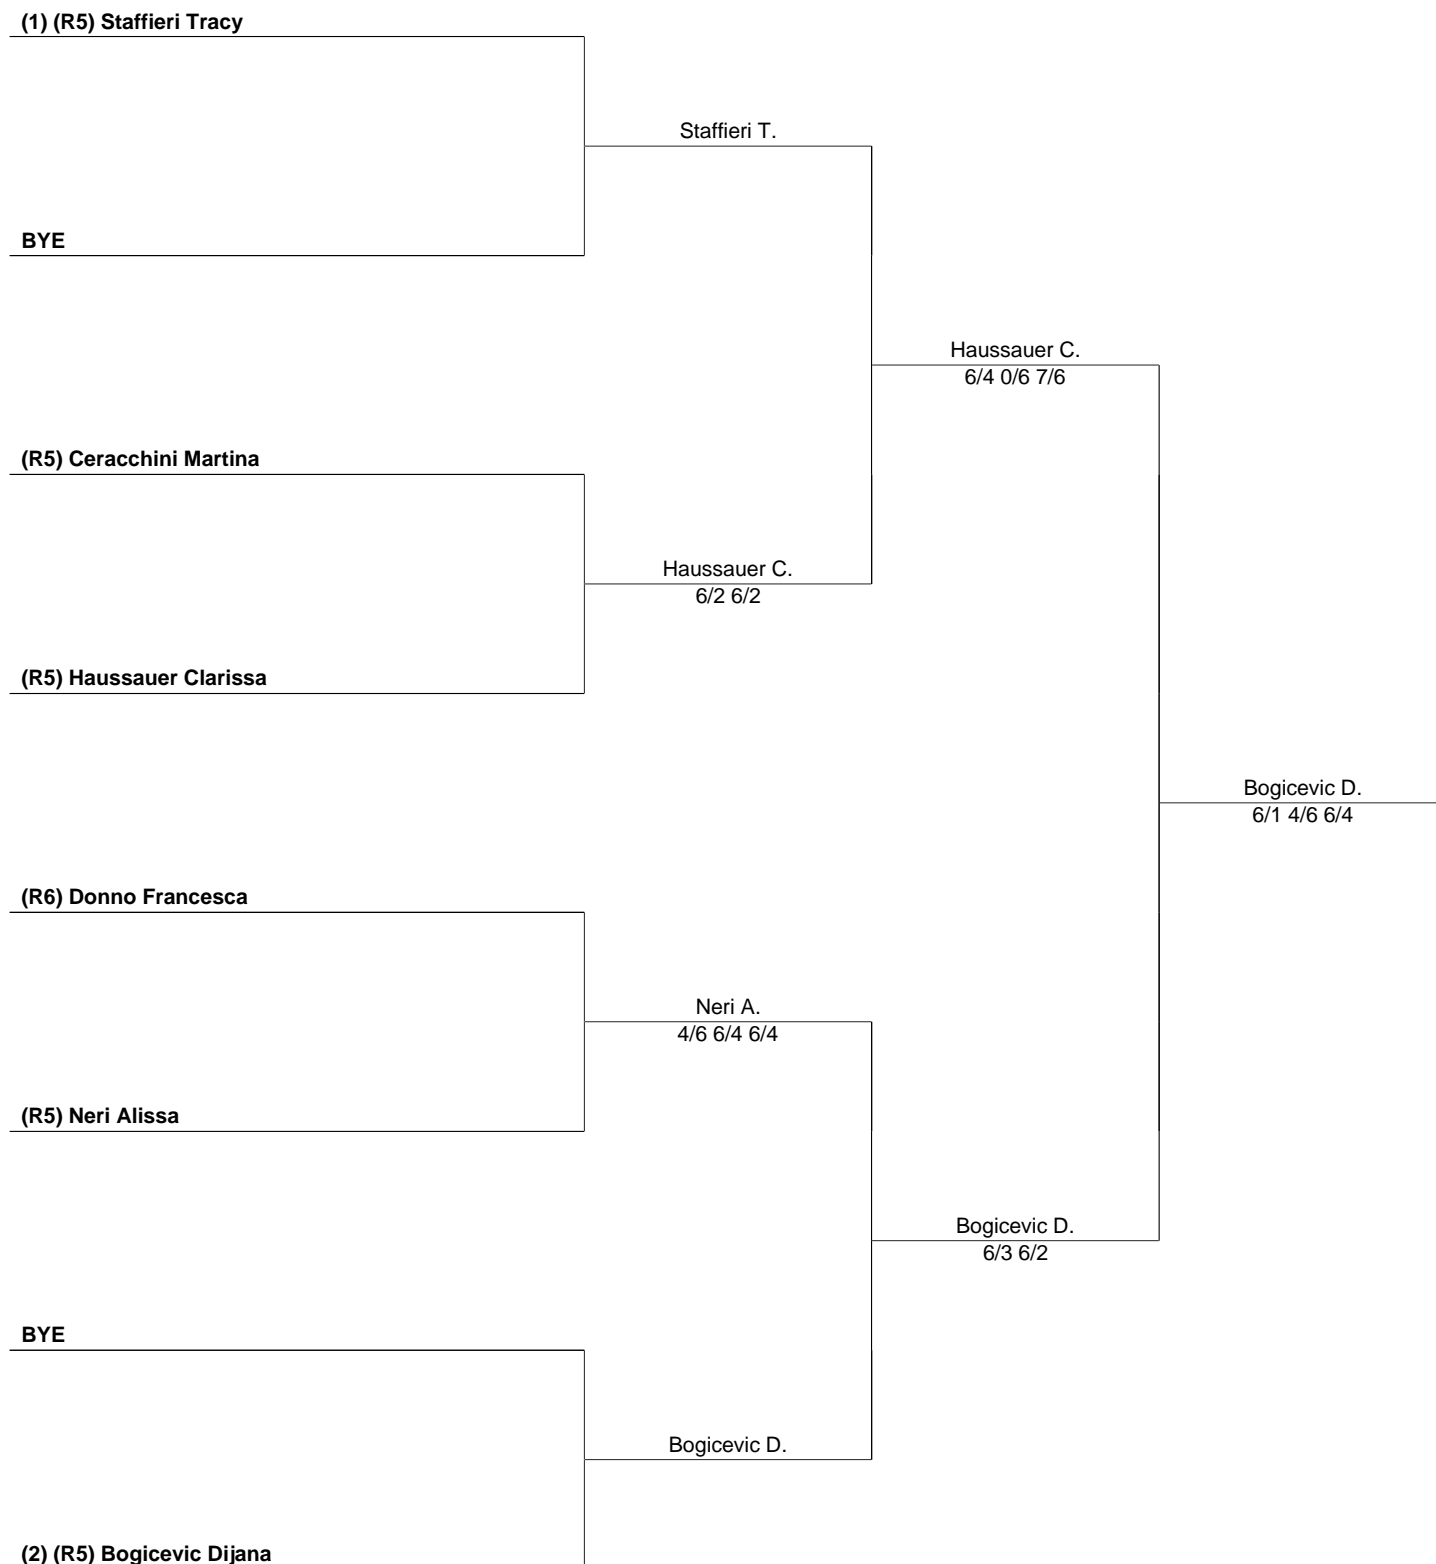 (1) (R5) Staffieri Tracy
Staffieri T.
BYE
Haussauer C.
6/4 0/6 7/6
(R5) Ceracchini Martina
Haussauer C.
6/2 6/2
(R5) Haussauer Clarissa
Bogicevic D.
6/1 4/6 6/4
(R6) Donno Francesca
Neri A.
4/6 6/4 6/4
(R5) Neri Alissa
Bogicevic D.
6/3 6/2
BYE
Bogicevic D.
(2) (R5) Bogicevic Dijana